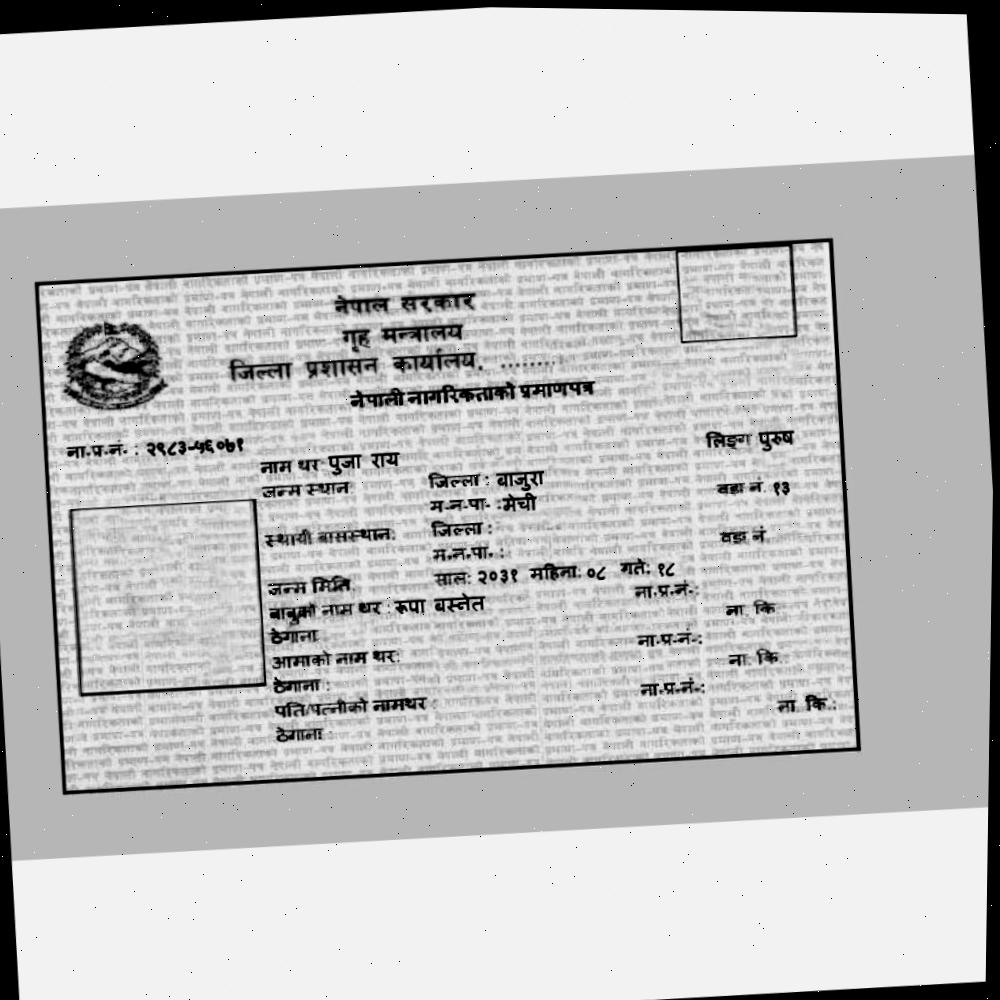 नेपाल सरकार
गृह मन्त्रालय
जिल्ला प्रशासन कार्यालय, ........
नेपाली नागरिकताको प्रमाणपत्र
ना.प्र.नं. : २९८३-५६०७१
लिङ्ग पुरुष
नाम थर पुजा राय
जन्म स्थान: जिल्ला : बाजुरा वडा नं. १३
म.न.पा. :मेची
स्थायी बासस्थान: जिल्ला : वडा नं.
म.न.पा. :
जन्म मिति: साल: २०३१ महिना: ०८ गते: १८
बाबुको नाम थर : रूपा बस्नेत ना.प्र.नं.:
ठेगाना ना. कि
आमाको नाम थर: ना.प्र.नं.:
ठेगाना : ना. कि.
पति/पत्नीको नामथर : ना.प्र.नं.:
ठेगाना : ना. कि.: